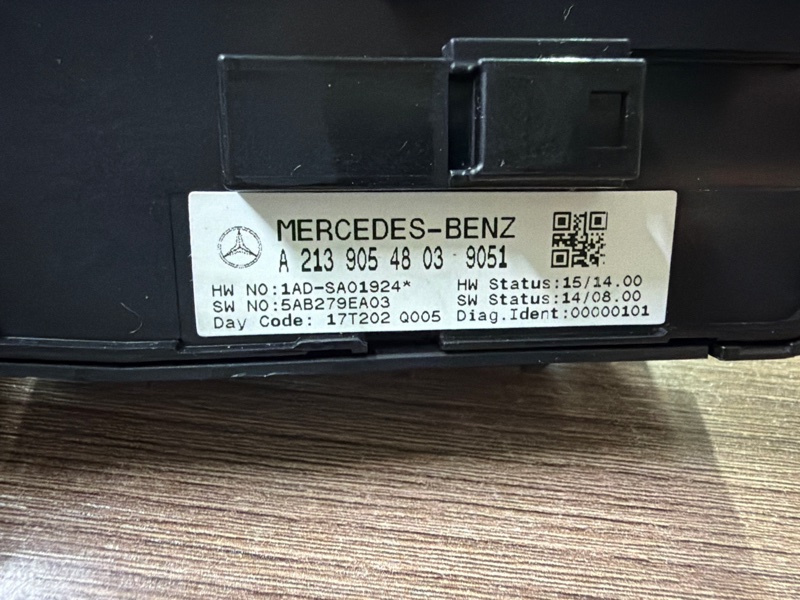 MERCEDES-BENZ
A 213 905 48 03 9051
HW NO:1AD-SA01924* HW Status:15/14.00
SW NO:5AB279EA03 SW Status:14/08.00
Day Code: 17T202 Q005 Diag.Ident:00000101